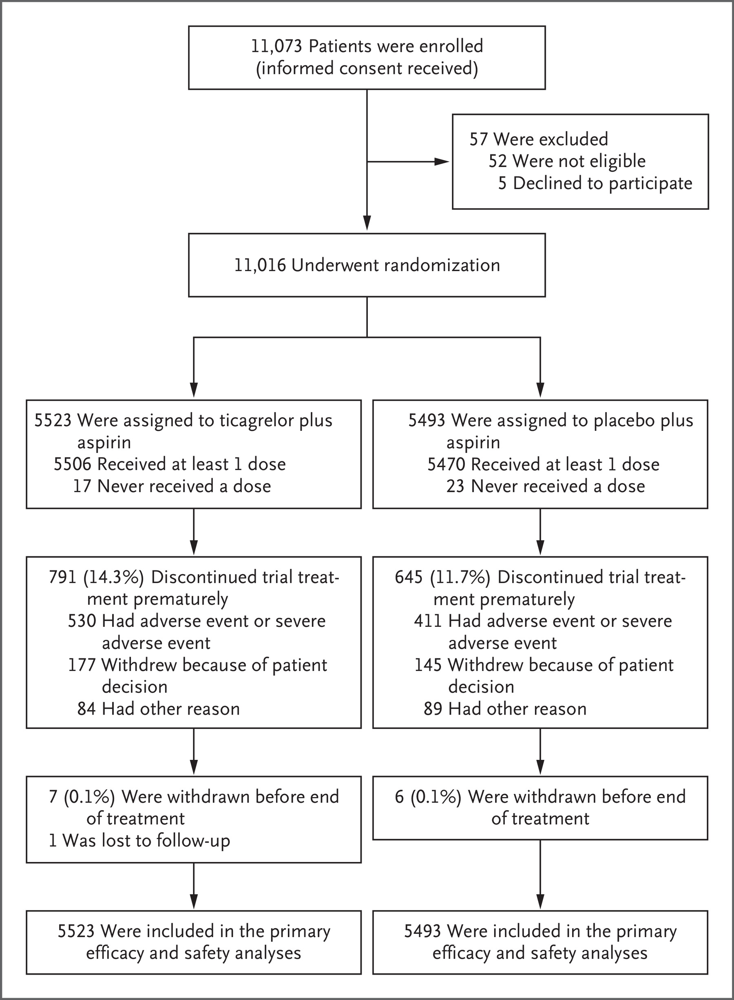 11,073 Patients were enrolled
(informed consent received)
57 Were excluded
52 Were not eligible
5 Declined to participate
11,016 Underwent randomization
5523 Were assigned to ticagrelor plus
aspirin
5506 Received at least 1 dose
17 Never received a dose
5493 Were assigned to placebo plus
aspirin
5470 Received at least 1 dose
23 Never received a dose
791 (14.3%) Discontinued trial treat-
ment prematurely
530 Had adverse event or severe
adverse event
177 Withdrew because of patient
decision
84 Had other reason
645 (11.7%) Discontinued trial treat-
ment prematurely
411 Had adverse event or severe
adverse event
145 Withdrew because of patient
decision
89 Had other reason
7 (0.1%) Were withdrawn before end
of treatment
1 Was lost to follow-up
6 (0.1%) Were withdrawn before end
of treatment
5523 Were included in the primary
efficacy and safety analyses
5493 Were included in the primary
efficacy and safety analyses